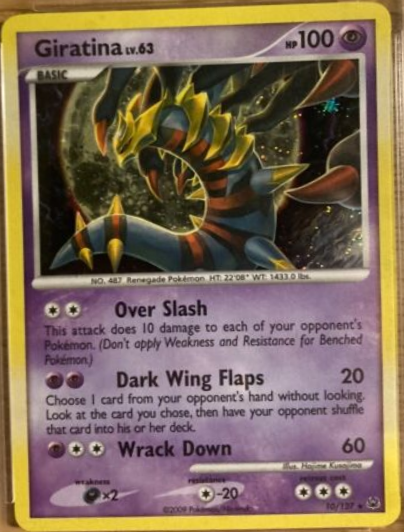 Giratina LV.63 HP 100
BASIC
NO. 487 Renegade Pokémon HT: 22'08" WT: 1433.0 lbs.
Over Slash
This attack does 10 damage to each of your opponent's
Pokémon. (Don't apply Weakness and Resistance for Benched
Pokémon.)
Dark Wing Flaps 20
Choose 1 card from your opponent's hand without looking.
Look at the card you chose, then have your opponent shuffle
that card into his or her deck.
Wrack Down 60
Illus. Hajime Kusajima
weakness resistance retreat cost
×2 -20
©2009 Pokémon/Nintendo 10/127